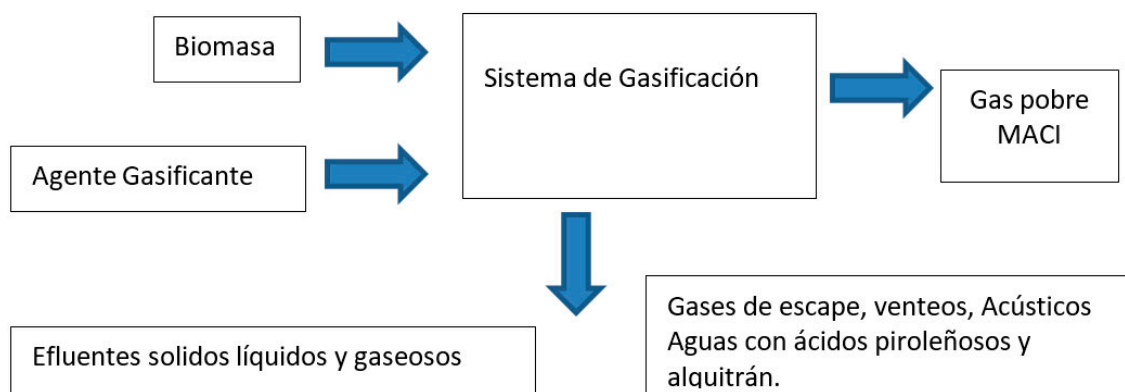 Biomasa
Sistema de Gasificación
Gas pobre
MACI
Agente Gasificante
Efluentes solidos líquidos y gaseosos
Gases de escape, venteos, Acústicos
Aguas con ácidos piroleñosos y
alquitrán.